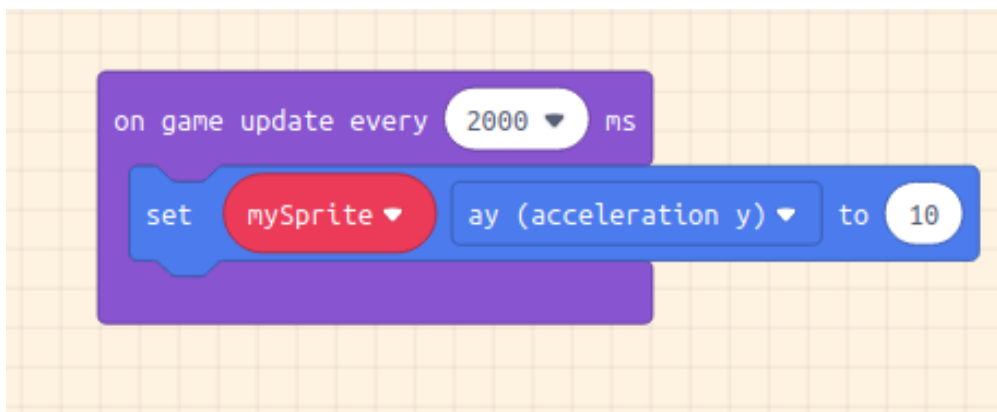 on game update every 2000 ms
set mySprite ay (acceleration y) to 10